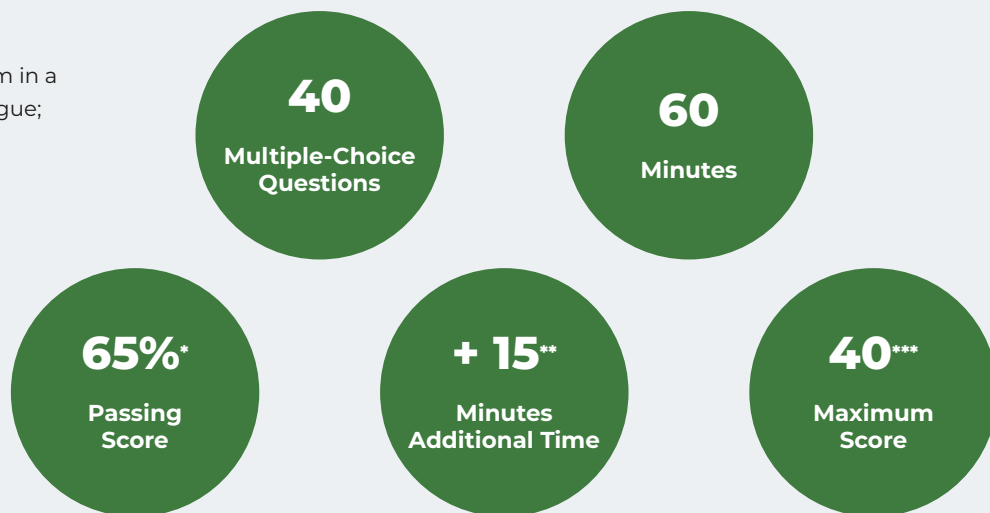 m in a
gue;
40
Multiple-Choice
Questions
60
Minutes
65%*
Passing
Score
+ 15**
Minutes
Additional Time
40***
Maximum
Score